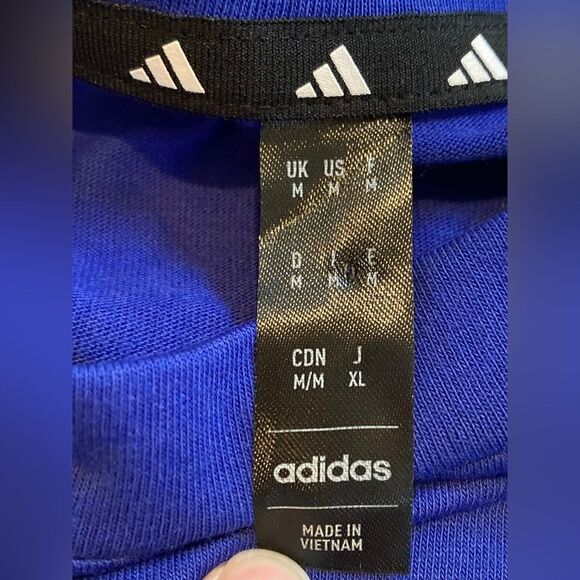 UK US F
M M M
D I E
M M M
CDN J
M/M XL
adidas
MADE IN
VIETNAM